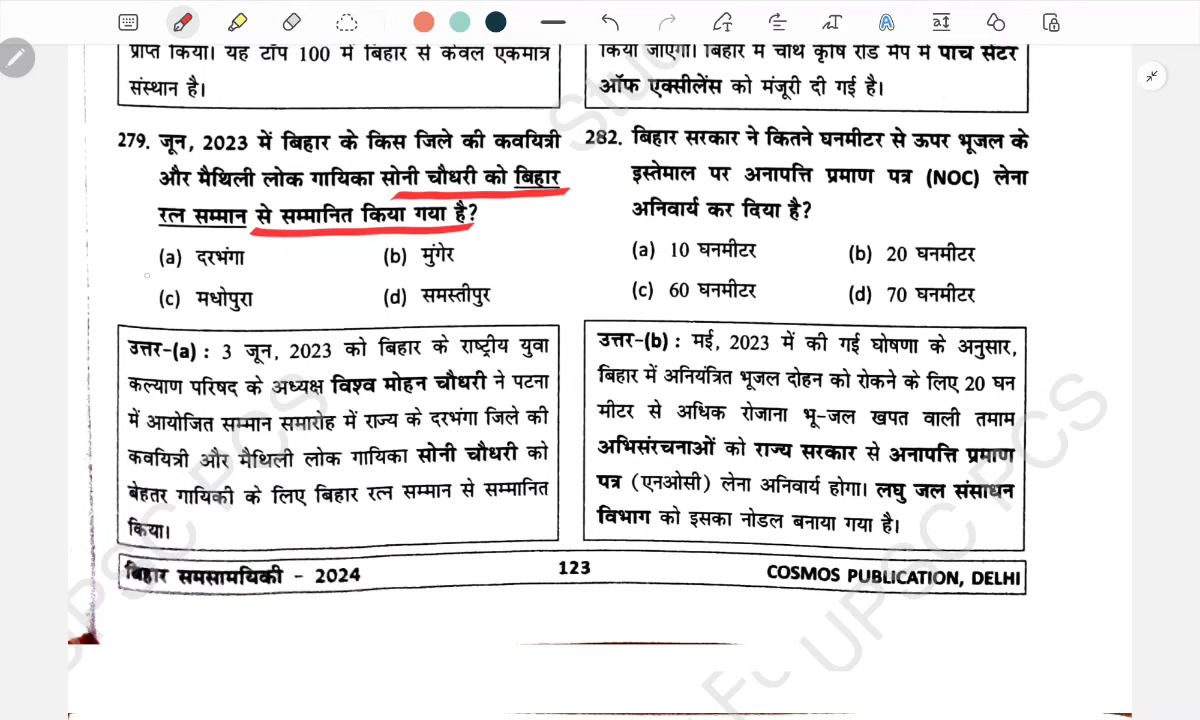 प्राप्त किया। यह टॉप 100 में बिहार से केवल एकमात्र
संस्थान है।
279. जून, 2023 में बिहार के किस जिले की कवयित्री
और मैथिली लोक गायिका सोनी चौधरी को बिहार
रत्न सम्मान से सम्मानित किया गया है?
(a) दरभंगा (b) मुंगेर
(c) मधोपुरा (d) समस्तीपुर
उत्तर-(a) : 3 जून, 2023 को बिहार के राष्ट्रीय युवा
कल्याण परिषद के अध्यक्ष विश्व मोहन चौधरी ने पटना
में आयोजित सम्मान समारोह में राज्य के दरभंगा जिले की
कवयित्री और मैथिली लोक गायिका सोनी चौधरी को
बेहतर गायिकी के लिए बिहार रत्न सम्मान से सम्मानित
किया।
किया जाएगा। बिहार में चौथे कृषि रोड मैप में पांच सेंटर
ऑफ एक्सीलेंस को मंजूरी दी गई है।
282. बिहार सरकार ने कितने घनमीटर से ऊपर भूजल के
इस्तेमाल पर अनापत्ति प्रमाण पत्र (NOC) लेना
अनिवार्य कर दिया है?
(a) 10 घनमीटर (b) 20 घनमीटर
(c) 60 घनमीटर (d) 70 घनमीटर
उत्तर-(b) : मई, 2023 में की गई घोषणा के अनुसार,
बिहार में अनियंत्रित भूजल दोहन को रोकने के लिए 20 घन
मीटर से अधिक रोजाना भू-जल खपत वाली तमाम
अभिसंरचनाओं को राज्य सरकार से अनापत्ति प्रमाण
पत्र (एनओसी) लेना अनिवार्य होगा। लघु जल संसाधन
विभाग को इसका नोडल बनाया गया है।
बिहार समसामयिकी - 2024 123 COSMOS PUBLICATION, DELHI
UPSC PCS
UPSC PCS